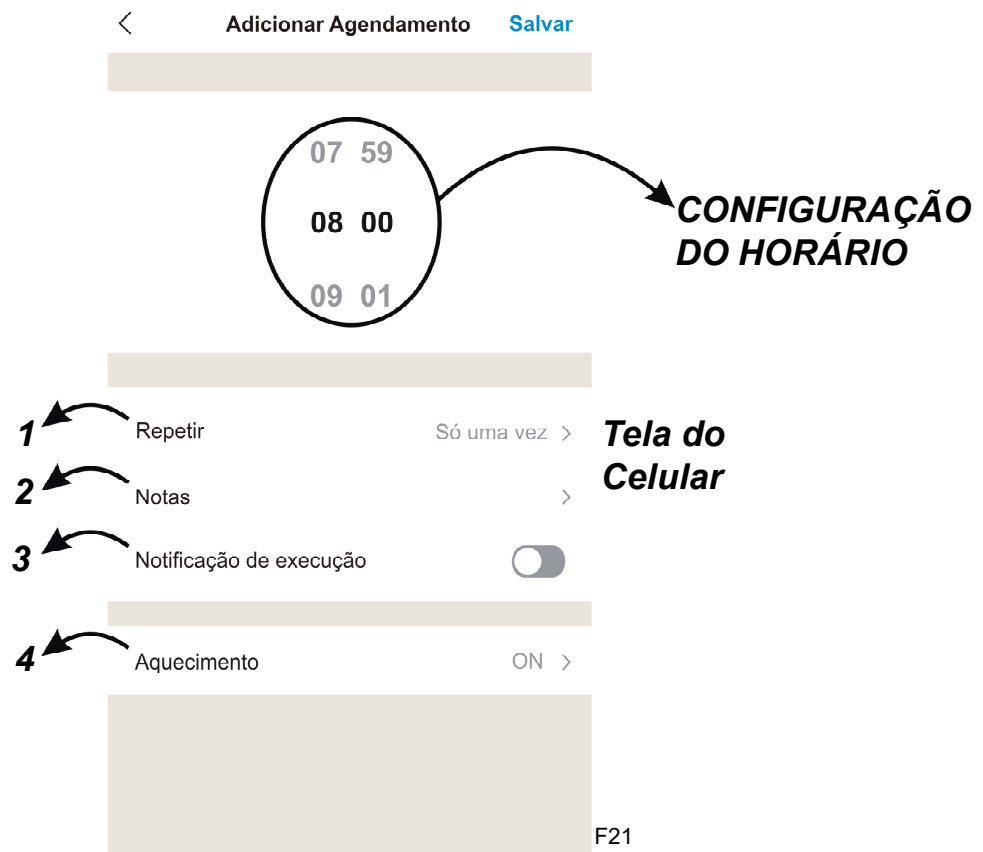 Adicionar Agendamento Salvar
07 59
08 00
09 01
CONFIGURAÇÃO
DO HORÁRIO
1 Repetir Só uma vez >
Tela do
Celular
2 Notas >
3 Notificação de execução
4 Aquecimento ON >
F21